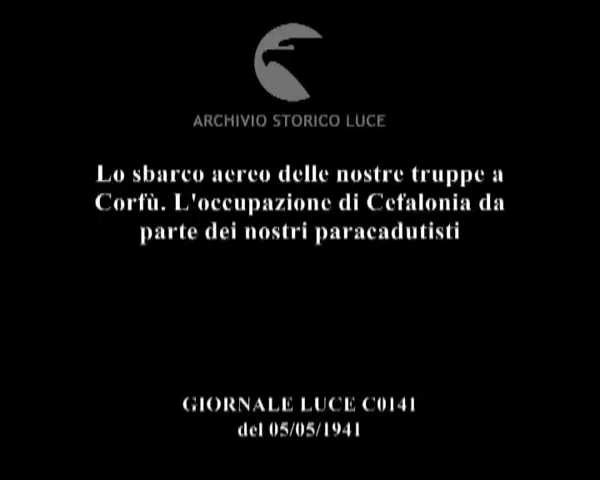 ARCHIVIO STORICO LUCE
Lo sbarco aereo delle nostre truppe a
Corfù. L'occupazione di Cefalonia da
parte dei nostri paracadutisti
GIORNALE LUCE C0141
del 05/05/1941